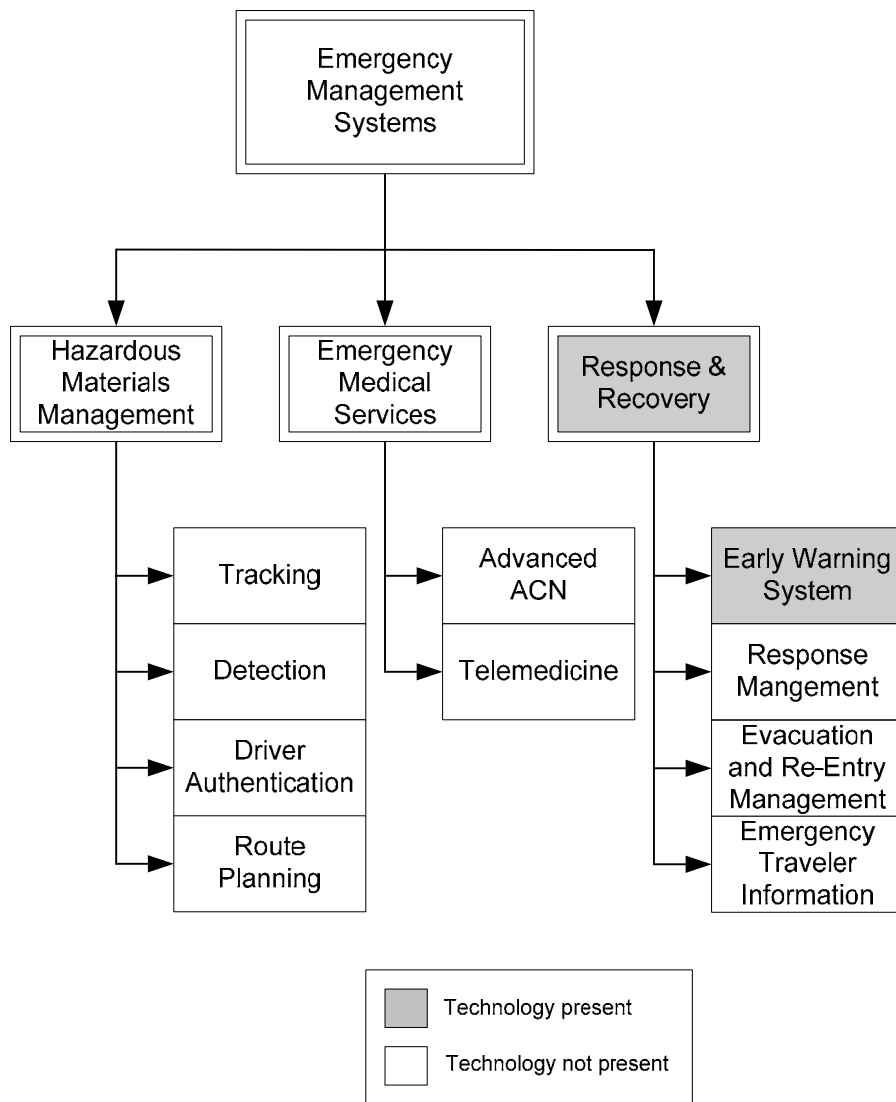 Emergency
Management
Systems
Hazardous
Materials
Management
Emergency
Medical
Services
Response &
Recovery
Tracking
Detection
Driver
Authentication
Route
Planning
Advanced
ACN
Telemedicine
Early Warning
System
Response
Mangement
Evacuation
and Re-Entry
Management
Emergency
Traveler
Information
Technology present
Technology not present